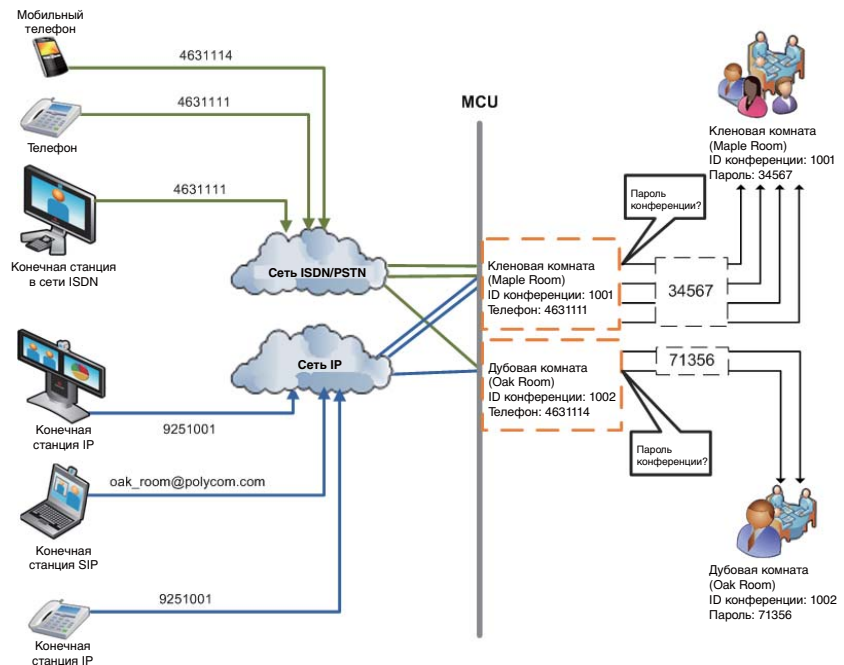 Мобильный
телефон
4631114
4631111
Телефон
4631111
Конечная станция
в сети ISDN
Сеть ISDN/PSTN
Сеть IP
Конечная
станция IP
9251001
oak_room@polycom.com
Конечная
станция SIP
9251001
Конечная
станция IP
MCU
Кленовая комната
(Maple Room)
ID конференции: 1001
Телефон: 4631111
Дубовая комната
(Oak Room)
ID конференции: 1002
Телефон: 4631114
Пароль
конференции?
34567
71356
Пароль
конференции?
Кленовая комната
(Maple Room)
ID конференции: 1001
Пароль: 34567
Дубовая комната
(Oak Room)
ID конференции: 1002
Пароль: 71356